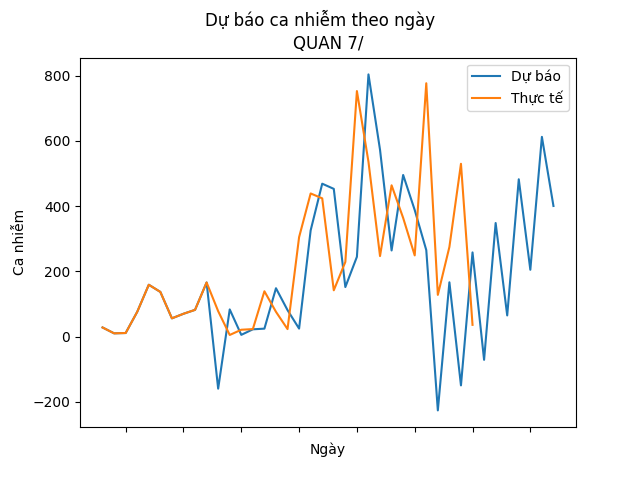 Dự báo ca nhiễm theo ngày
QUAN 7/
Dự báo
Thực tế
800
600
400
200
0
−200
−400
Ca nhiễm
Ngày